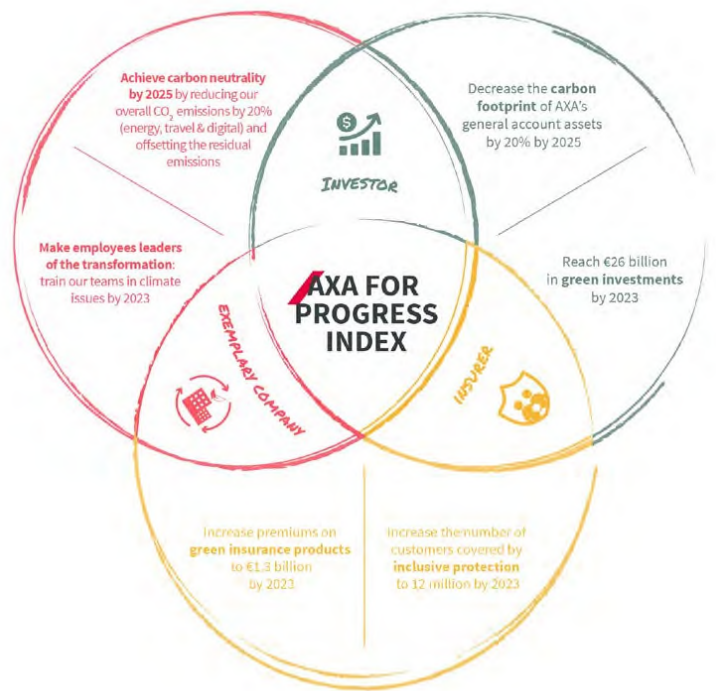 Achieve carbon neutrality
by 2025 by reducing our
overall CO₂ emissions by 20%
(energy, travel & digital) and
offsetting the residual
emissions
Decrease the carbon
footprint of AXA's
general account assets
by 20% by 2025
INVESTOR
Make employees leaders
of the transformation:
train our teams in climate
issues by 2023
Reach €26 billion
in green investments
by 2023
AXA FOR
PROGRESS
INDEX
EXEMPLARY COMPANY
INSURER
Increase premiums on
green insurance products
to €1.3 billion
by 2023
Increase the number of
customers covered by
inclusive protection
to 12 million by 2023